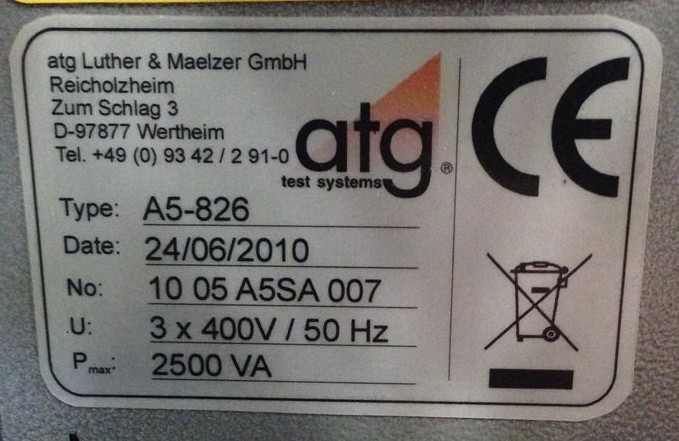 atg Luther & Maelzer GmbH
Reicholzheim
Zum Schlag 3
D-97877 Wertheim
Tel. +49 (0) 93 42 / 2 91-0
atg ®
test systems
CE
Type: A5-826
Date: 24/06/2010
No: 10 05 A5SA 007
U: 3 x 400V / 50 Hz
Pmax: 2500 VA